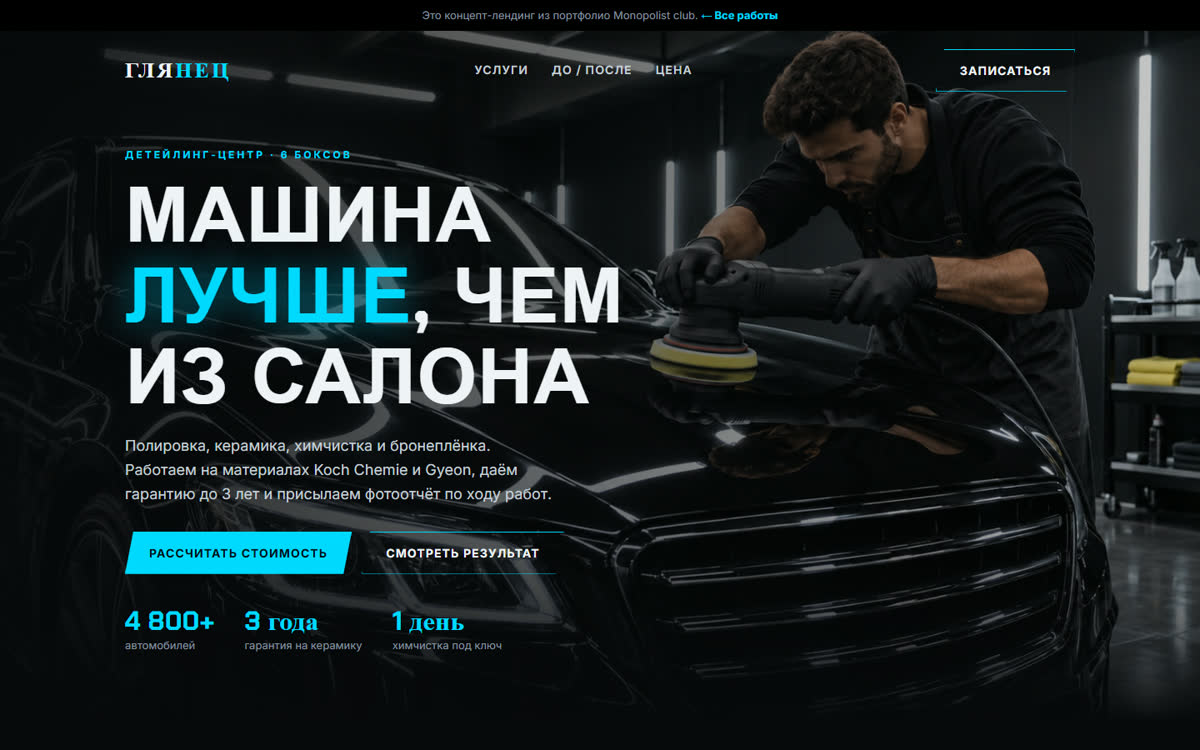 Это концепт-лендинг из портфолио Monopolist club. ← Все работы
ГЛЯНЕЦ
УСЛУГИ ДО / ПОСЛЕ ЦЕНА
ЗАПИСАТЬСЯ
ДЕТЕЙЛИНГ-ЦЕНТР · 6 БОКСОВ
МАШИНА
ЛУЧШЕ, ЧЕМ
ИЗ САЛОНА
Полировка, керамика, химчистка и бронеплёнка.
Работаем на материалах Koch Chemie и Gyeon, даём
гарантию до 3 лет и присылаем фотоотчёт по ходу работ.
РАССЧИТАТЬ СТОИМОСТЬ
СМОТРЕТЬ РЕЗУЛЬТАТ
4 800+ 3 года 1 день
автомобилей гарантия на керамику химчистка под ключ